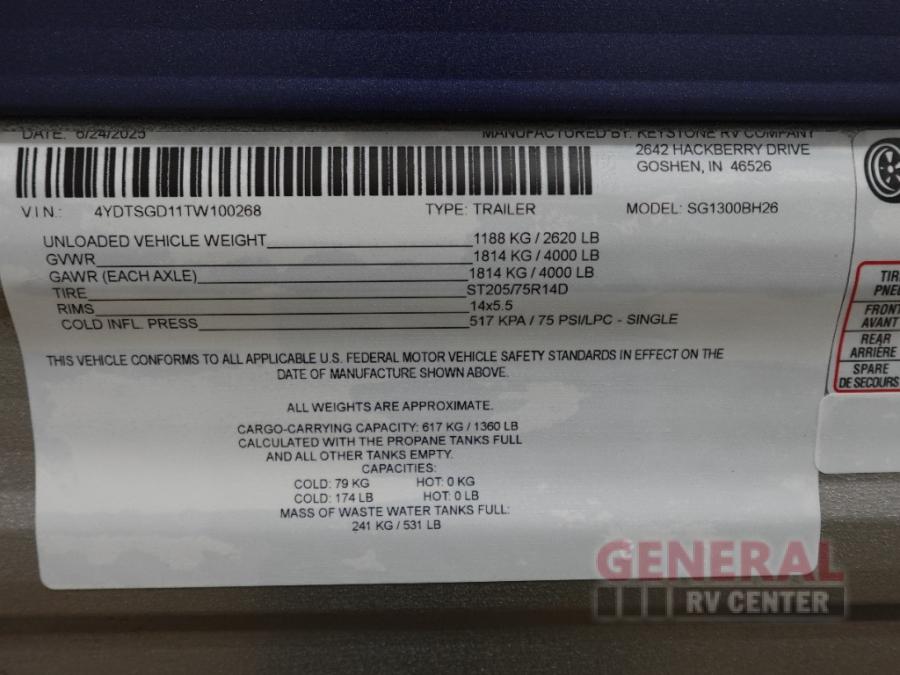 DATE: 6/24/2025 MANUFACTURED BY: KEYSTONE RV COMPANY
2642 HACKBERRY DRIVE
GOSHEN, IN 46526
VIN.: 4YDTSGD11TW100268 TYPE: TRAILER MODEL: SG1300BH26
UNLOADED VEHICLE WEIGHT 1188 KG / 2620 LB
GVWR 1814 KG / 4000 LB
GAWR (EACH AXLE) 1814 KG / 4000 LB
TIRE ST205/75R14D
RIMS 14x5.5
COLD INFL. PRESS 517 KPA / 75 PSI/LPC - SINGLE
THIS VEHICLE CONFORMS TO ALL APPLICABLE U.S. FEDERAL MOTOR VEHICLE SAFETY STANDARDS IN EFFECT ON THE
DATE OF MANUFACTURE SHOWN ABOVE.
ALL WEIGHTS ARE APPROXIMATE.
CARGO-CARRYING CAPACITY: 617 KG / 1360 LB
CALCULATED WITH THE PROPANE TANKS FULL
AND ALL OTHER TANKS EMPTY.
CAPACITIES:
COLD: 79 KG HOT: 0 KG
COLD: 174 LB HOT: 0 LB
MASS OF WASTE WATER TANKS FULL:
241 KG / 531 LB
TIR
PNE
FRONT
AVANT
REAR
ARRIÈRE
SPARE
DE SECOURS
GENERAL
RV CENTER